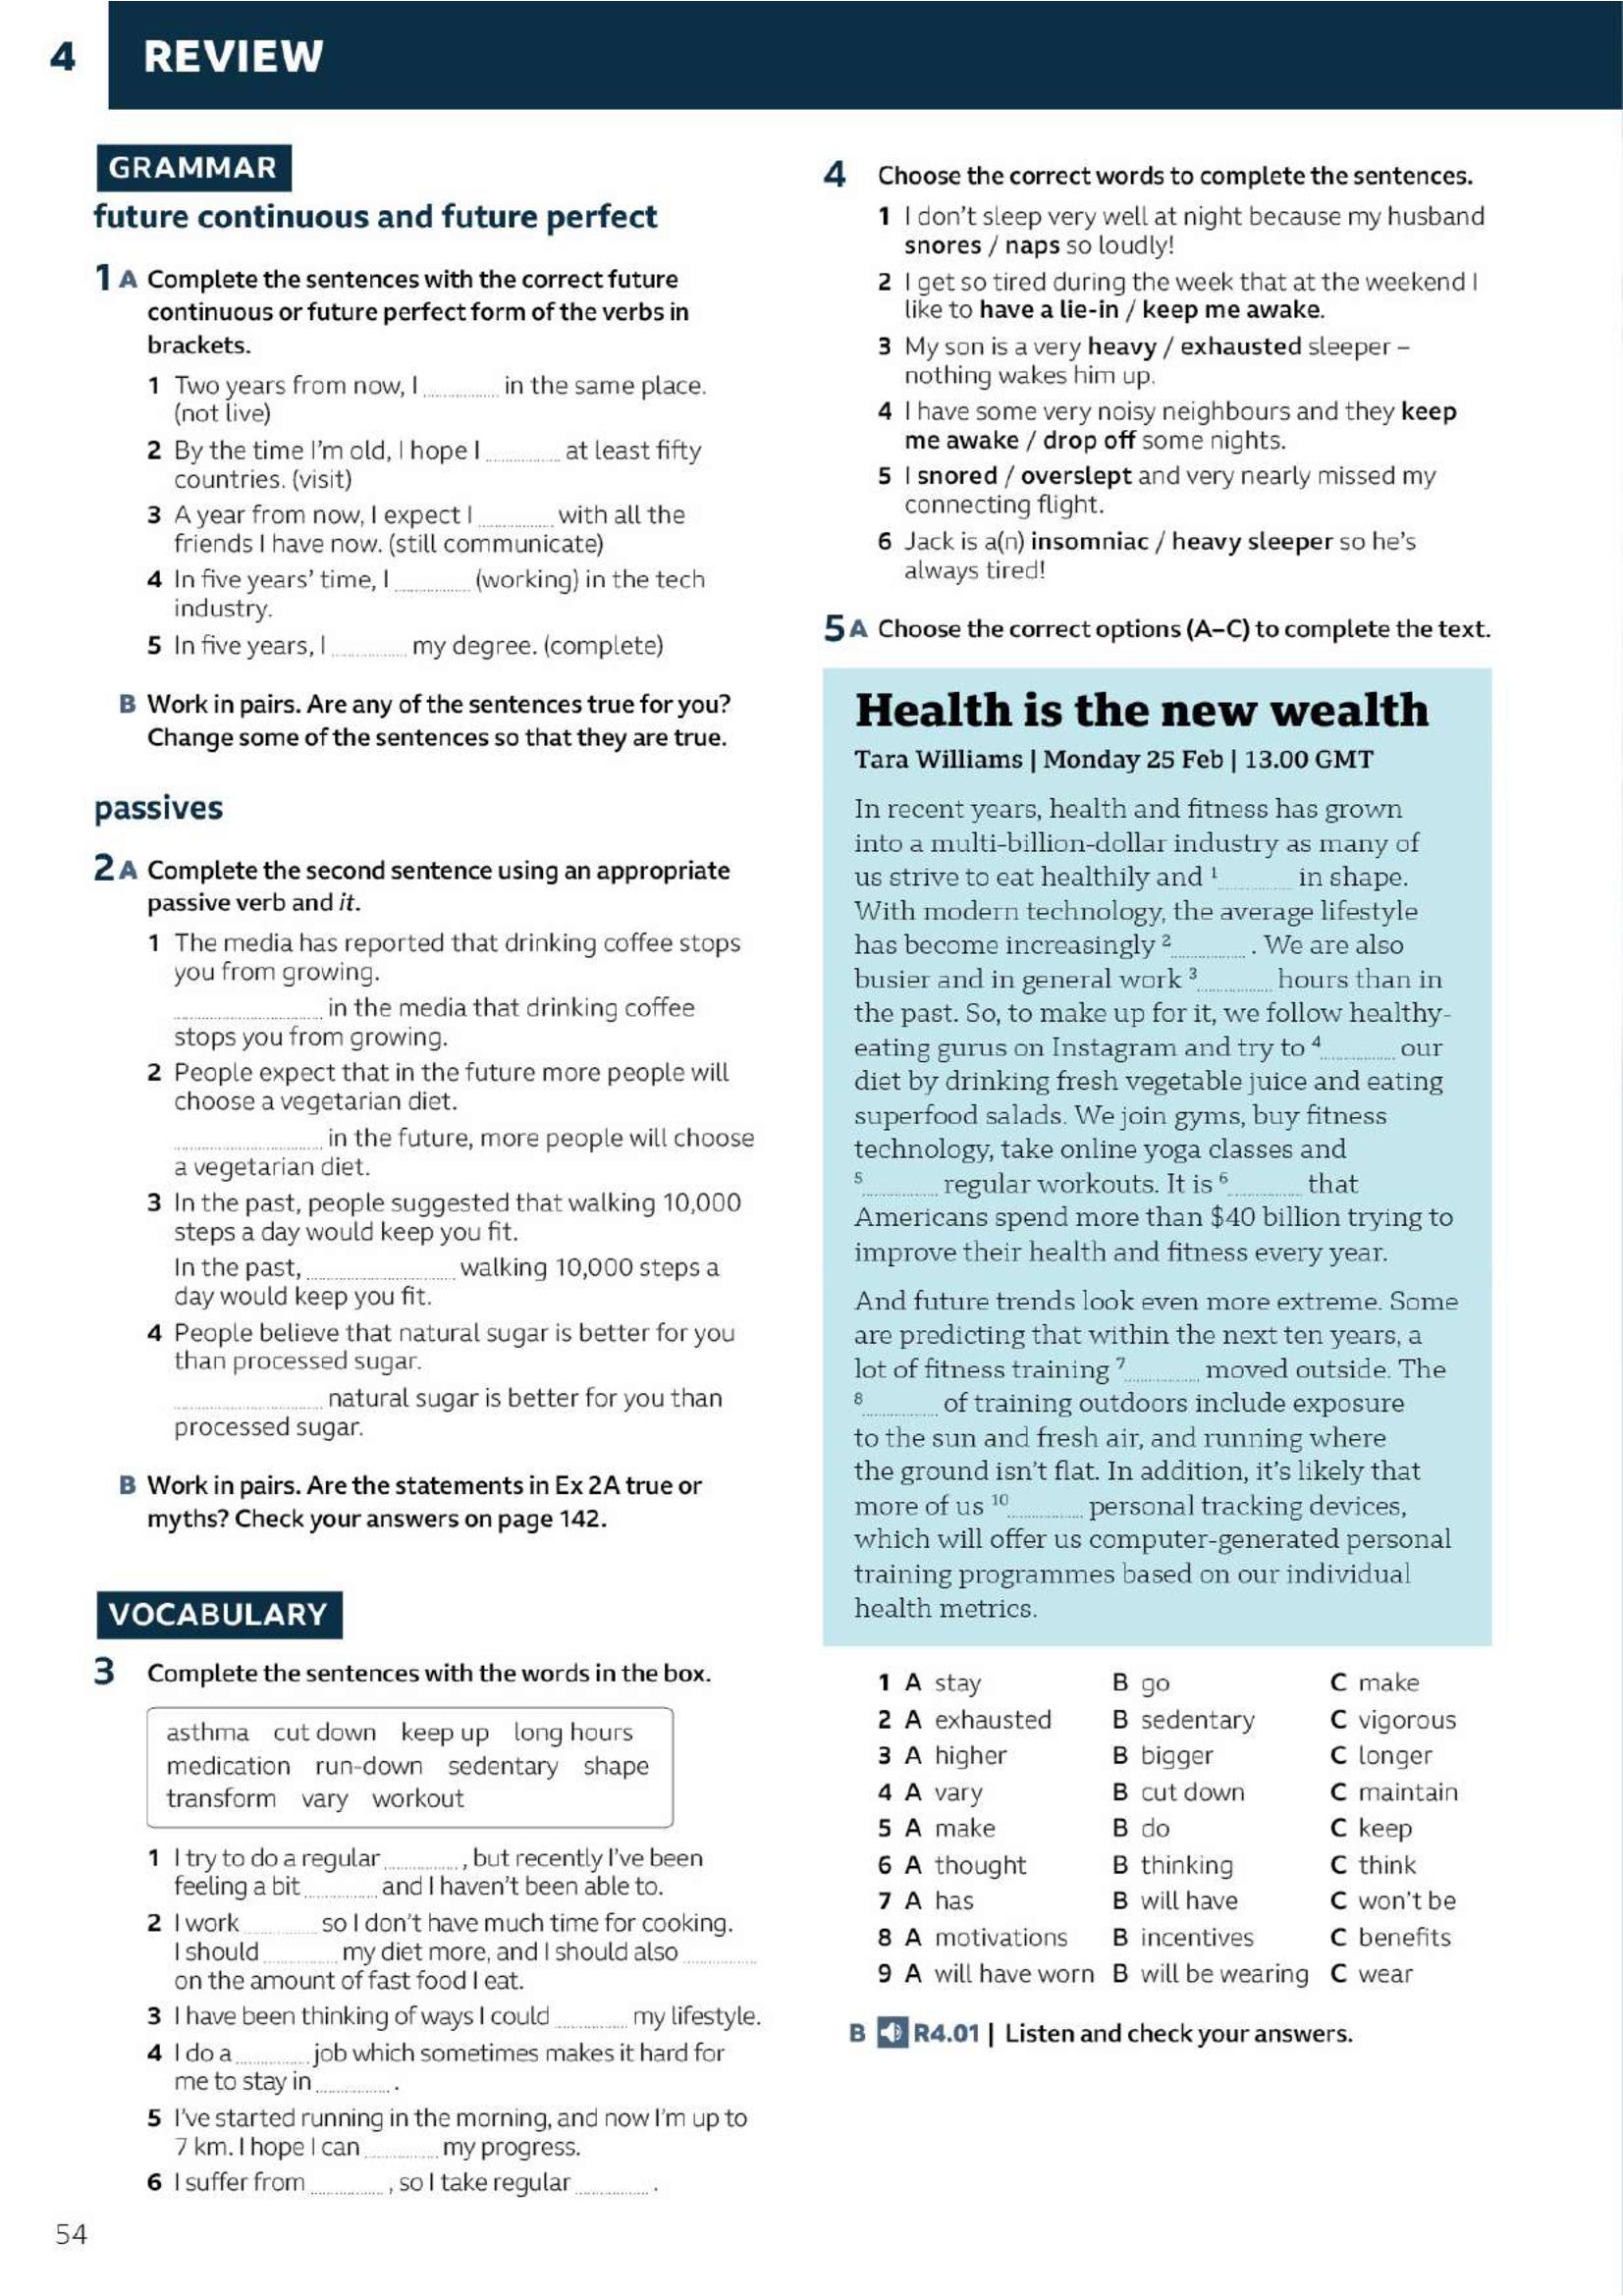 4 REVIEW
GRAMMAR
future continuous and future perfect
1 A Complete the sentences with the correct future
continuous or future perfect form of the verbs in
brackets.
1 Two years from now, I ............ in the same place.
(not live)
2 By the time I'm old, I hope I ............ at least fifty
countries. (visit)
3 A year from now, I expect I ............ with all the
friends I have now. (still communicate)
4 In five years' time, I ............ (working) in the tech
industry.
5 In five years, I ............ my degree. (complete)
B Work in pairs. Are any of the sentences true for you?
Change some of the sentences so that they are true.
passives
2 A Complete the second sentence using an appropriate
passive verb and it.
1 The media has reported that drinking coffee stops
you from growing.
........................ in the media that drinking coffee
stops you from growing.
2 People expect that in the future more people will
choose a vegetarian diet.
........................ in the future, more people will choose
a vegetarian diet.
3 In the past, people suggested that walking 10,000
steps a day would keep you fit.
In the past, ........................ walking 10,000 steps a
day would keep you fit.
4 People believe that natural sugar is better for you
than processed sugar.
........................ natural sugar is better for you than
processed sugar.
B Work in pairs. Are the statements in Ex 2A true or
myths? Check your answers on page 142.
VOCABULARY
3 Complete the sentences with the words in the box.
asthma cut down keep up long hours
medication run-down sedentary shape
transform vary workout
1 I try to do a regular ............ , but recently I've been
feeling a bit ............ and I haven't been able to.
2 I work ............ so I don't have much time for cooking.
I should ............ my diet more, and I should also ............
on the amount of fast food I eat.
3 I have been thinking of ways I could ............ my lifestyle.
4 I do a ............ job which sometimes makes it hard for
me to stay in ............ .
5 I've started running in the morning, and now I'm up to
7 km. I hope I can ............ my progress.
6 I suffer from ............ , so I take regular ............ .
54
4 Choose the correct words to complete the sentences.
1 I don't sleep very well at night because my husband
snores / naps so loudly!
2 I get so tired during the week that at the weekend I
like to have a lie-in / keep me awake.
3 My son is a very heavy / exhausted sleeper –
nothing wakes him up.
4 I have some very noisy neighbours and they keep
me awake / drop off some nights.
5 I snored / overslept and very nearly missed my
connecting flight.
6 Jack is a(n) insomniac / heavy sleeper so he's
always tired!
5 A Choose the correct options (A–C) to complete the text.
Health is the new wealth
Tara Williams | Monday 25 Feb | 13.00 GMT
In recent years, health and fitness has grown
into a multi-billion-dollar industry as many of
us strive to eat healthily and 1 ............ in shape.
With modern technology, the average lifestyle
has become increasingly 2 ............ . We are also
busier and in general work 3 ............ hours than in
the past. So, to make up for it, we follow healthy-
eating gurus on Instagram and try to 4 ............ our
diet by drinking fresh vegetable juice and eating
superfood salads. We join gyms, buy fitness
technology, take online yoga classes and
5 ............ regular workouts. It is 6 ............ that
Americans spend more than $40 billion trying to
improve their health and fitness every year.
And future trends look even more extreme. Some
are predicting that within the next ten years, a
lot of fitness training 7 ............ moved outside. The
8 ............ of training outdoors include exposure
to the sun and fresh air, and running where
the ground isn't flat. In addition, it's likely that
more of us 10 ............ personal tracking devices,
which will offer us computer-generated personal
training programmes based on our individual
health metrics.
1 A stay B go C make
2 A exhausted B sedentary C vigorous
3 A higher B bigger C longer
4 A vary B cut down C maintain
5 A make B do C keep
6 A thought B thinking C think
7 A has B will have C won't be
8 A motivations B incentives C benefits
9 A will have worn B will be wearing C wear
B R4.01 | Listen and check your answers.